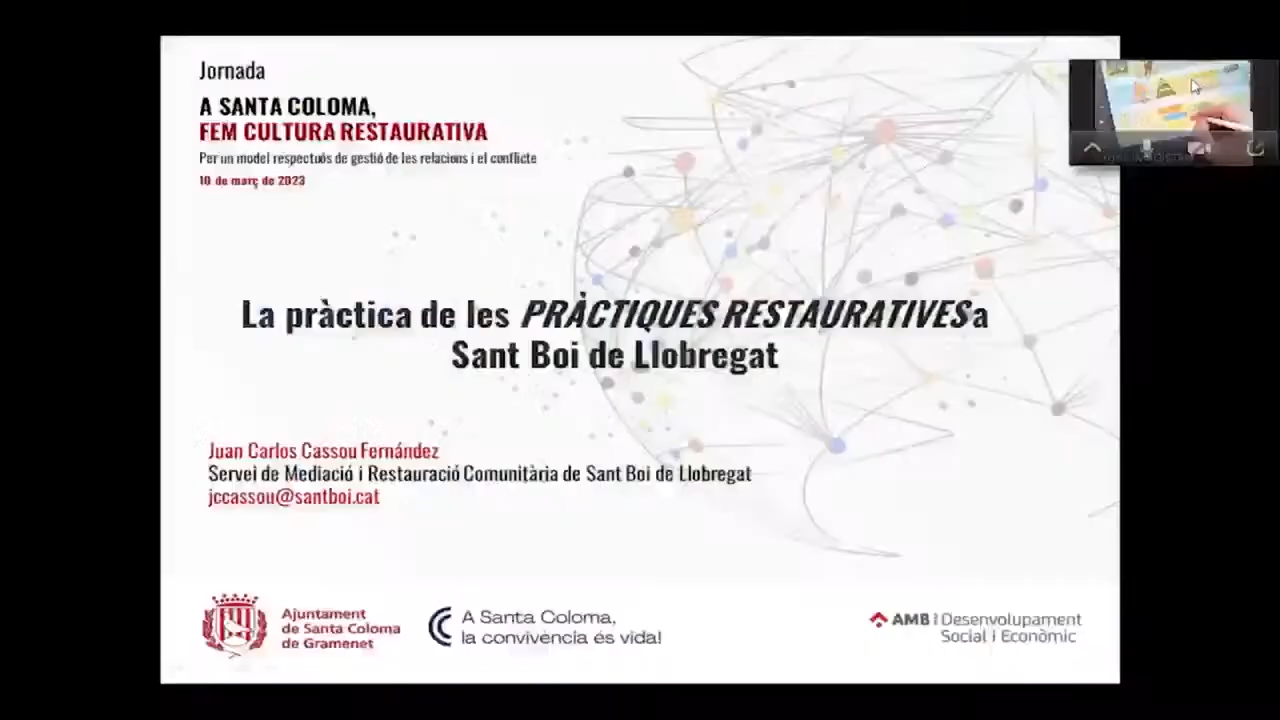 Jornada
A SANTA COLOMA,
FEM CULTURA RESTAURATIVA
Per un model respectuós de gestió de les relacions i el conflicte
10 de març de 2023
La pràctica de les PRÀCTIQUES RESTAURATIVES a
Sant Boi de Llobregat
Juan Carlos Cassou Fernández
Servei de Mediació i Restauració Comunitària de Sant Boi de Llobregat
jccassou@santboi.cat
Ajuntament
de Santa Coloma
de Gramenet
A Santa Coloma,
la convivència és vida!
AMB Desenvolupament
Social i Econòmic